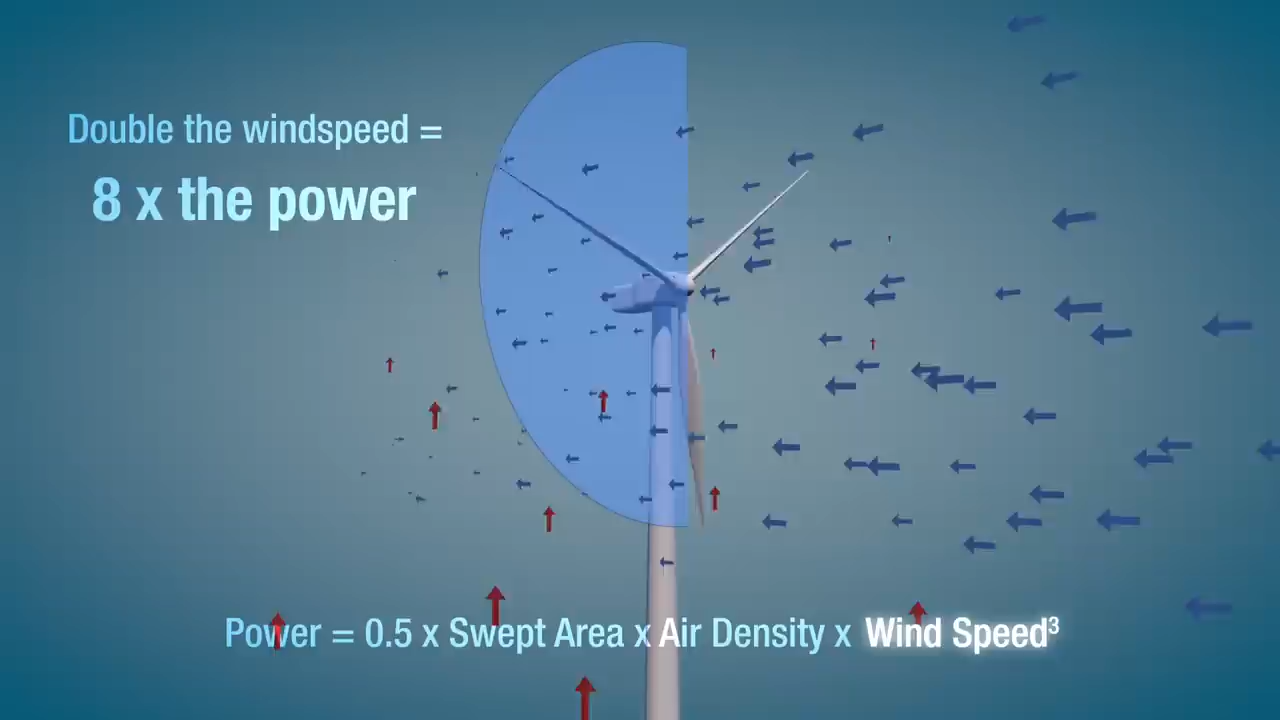 Double the windspeed =
8 x the power
Power = 0.5 x Swept Area x Air Density x Wind Speed³